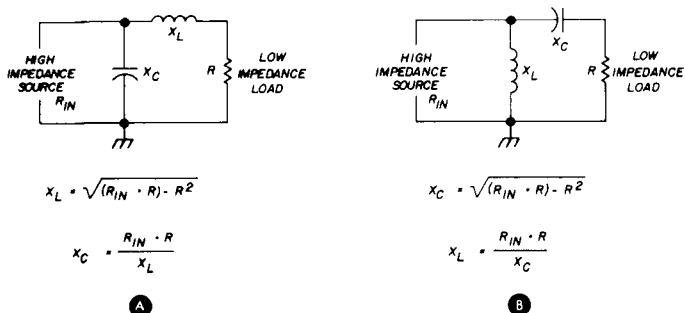 X_L
HIGH
IMPEDANCE
SOURCE
R_IN
X_C
R
LOW
IMPEDANCE
LOAD
X_L = √(R_IN · R) - R²
X_C = R_IN · R / X_L
A
X_C
HIGH
IMPEDANCE
SOURCE
R_IN
X_L
R
LOW
IMPEDANCE
LOAD
X_C = √(R_IN · R) - R²
X_L = R_IN · R / X_C
B